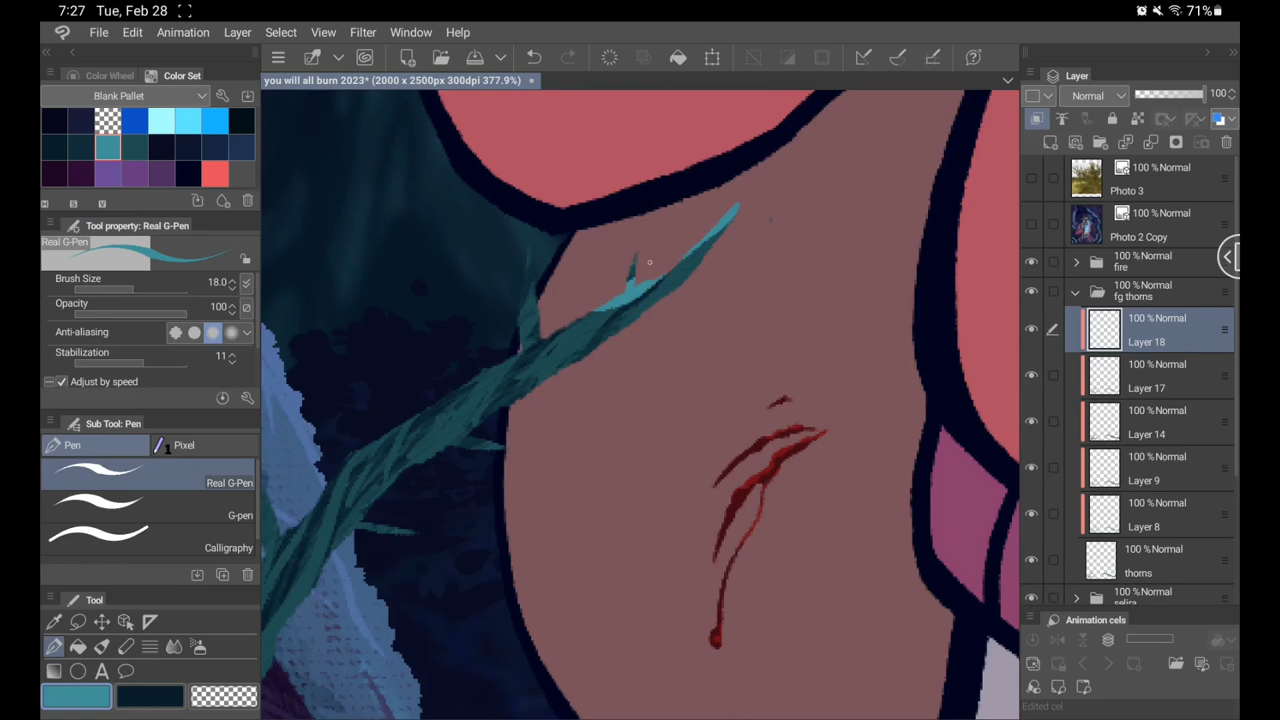 7:27 Tue, Feb 28 71%
File Edit Animation Layer Select View Filter Window Help
Color Wheel Color Set
Blank Pallet
H S V
Tool property: Real G-Pen
Real G-Pen
Brush Size 18.0
Opacity 100
Anti-aliasing
Stabilization 11
Adjust by speed
Sub Tool: Pen
Pen Pixel
Real G-Pen
G-pen
Calligraphy
Tool
you will all burn 2023* (2000 x 2500px 300dpi 377.9%)
Layer
Normal 100
100 %Normal
Photo 3
100 %Normal
Photo 2 Copy
100 %Normal
fire
100 %Normal
fg thorns
100 %Normal
Layer 18
100 %Normal
Layer 17
100 %Normal
Layer 14
100 %Normal
Layer 9
100 %Normal
Layer 8
100 %Normal
thorns
100 %Normal
selira
Animation cels
Edited cel